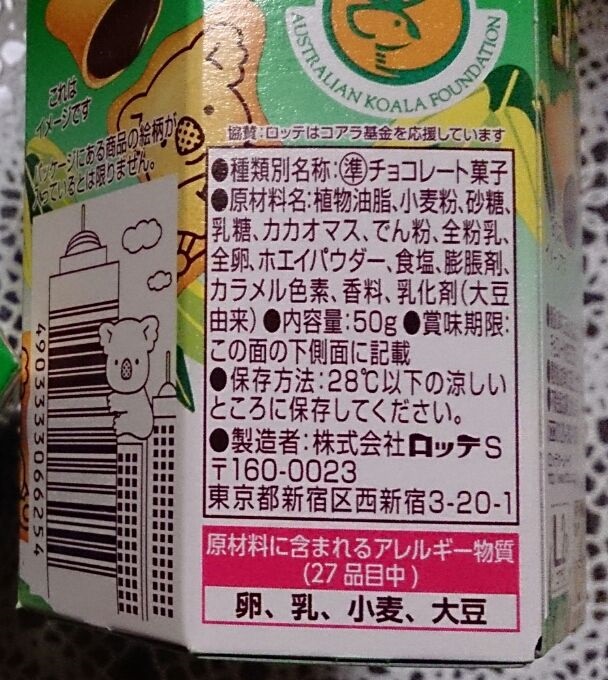 AUSTRALIAN KOALA FOUNDATION
これは
イメージです
パッケージにある商品の絵柄が
入っているとは限りません。
協賛:ロッテはコアラ基金を応援しています
●種類別名称:㊟チョコレート菓子
●原材料名:植物油脂、小麦粉、砂糖、
乳糖、カカオマス、でん粉、全粉乳、
全卵、ホエイパウダー、食塩、膨脹剤、
カラメル色素、香料、乳化剤(大豆
由来)●内容量:50g●賞味期限:
この面の下側面に記載
●保存方法:28℃以下の涼しい
ところに保存してください。
●製造者:株式会社ロッテS
〒160-0023
東京都新宿区西新宿3-20-1
原材料に含まれるアレルギー物質
(27品目中)
卵、乳、小麦、大豆
4903333066254